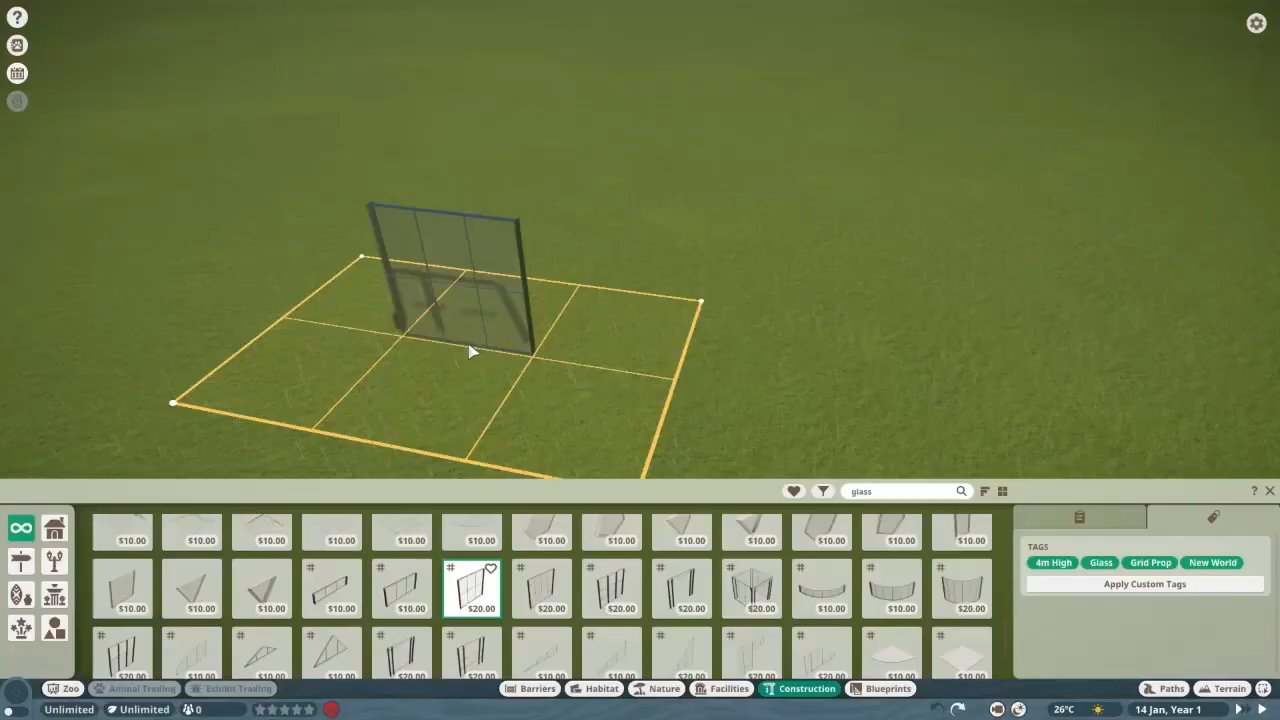 ?
glass
?
$10.00 $10.00 $10.00 $10.00 $10.00 $10.00 $10.00 $10.00 $10.00 $10.00 $10.00 $10.00 $10.00
TAGS
4m High Glass Grid Prop New World
Apply Custom Tags
$10.00 $10.00 $10.00 $10.00 $10.00 $20.00 $20.00 $20.00 $20.00 $20.00 $10.00 $10.00 $20.00
Zoo Animal Trading Exhibit Trading Barriers Habitat Nature Facilities Construction Blueprints Paths Terrain
Unlimited Unlimited 0 26°C 14 Jan, Year 1